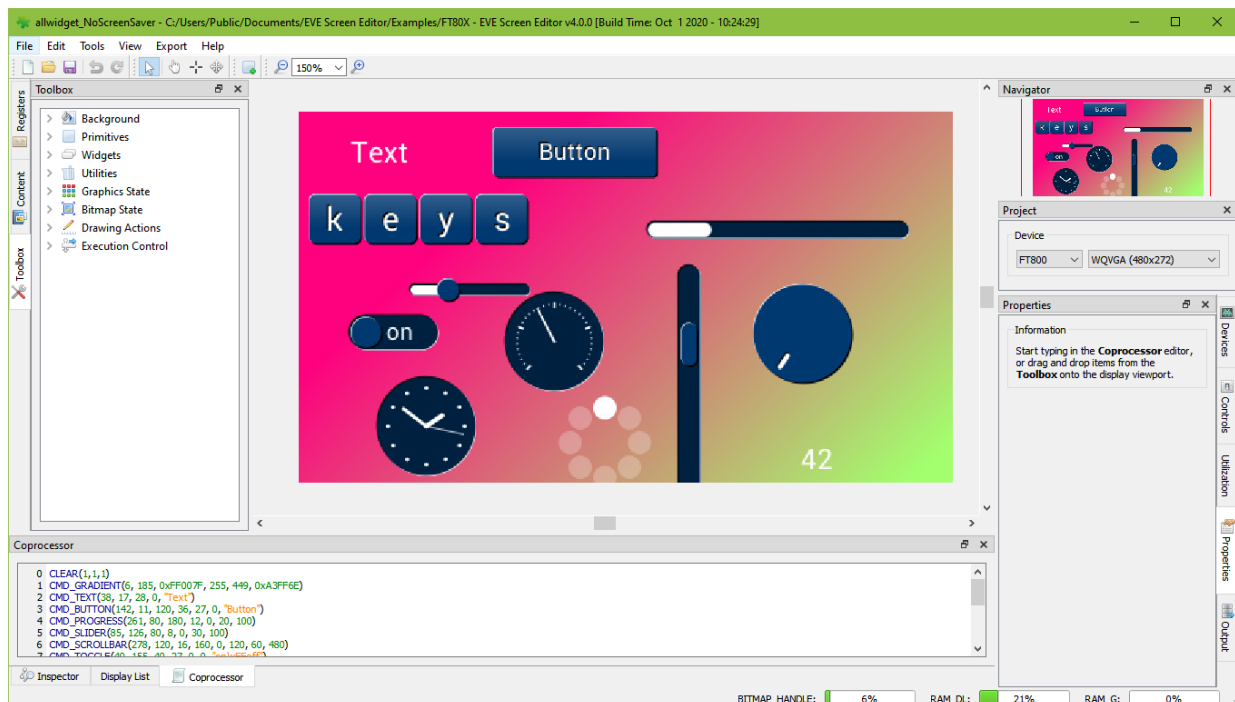 allwidget_NoScreenSaver - C:/Users/Public/Documents/EVE Screen Editor/Examples/FT80X - EVE Screen Editor v4.0.0 [Build Time: Oct 1 2020 - 10:24:29]
File Edit Tools View Export Help
150%
Registers
Content
Toolbox
Toolbox
Background
Primitives
Widgets
Utilities
Graphics State
Bitmap State
Drawing Actions
Execution Control
Text
Button
k e y s
on
42
Navigator
Text
Button
k e y s
on
42
Project
Device
FT800
WQVGA (480x272)
Properties
Information
Start typing in the Coprocessor editor,
or drag and drop items from the
Toolbox onto the display viewport.
Devices
Controls
Utilization
Properties
Output
Coprocessor
0 CLEAR(1,1,1)
1 CMD_GRADIENT(6, 185, 0xFF007F, 255, 449, 0xA3FF6E)
2 CMD_TEXT(38, 17, 28, 0, "Text")
3 CMD_BUTTON(142, 11, 120, 36, 27, 0, "Button")
4 CMD_PROGRESS(261, 80, 180, 12, 0, 20, 100)
5 CMD_SLIDER(85, 126, 80, 8, 0, 30, 100)
6 CMD_SCROLLBAR(278, 120, 16, 160, 0, 120, 60, 480)
Inspector
Display List
Coprocessor
BITMAP_HANDLE: 6% RAM_DL: 21% RAM_G: 0%